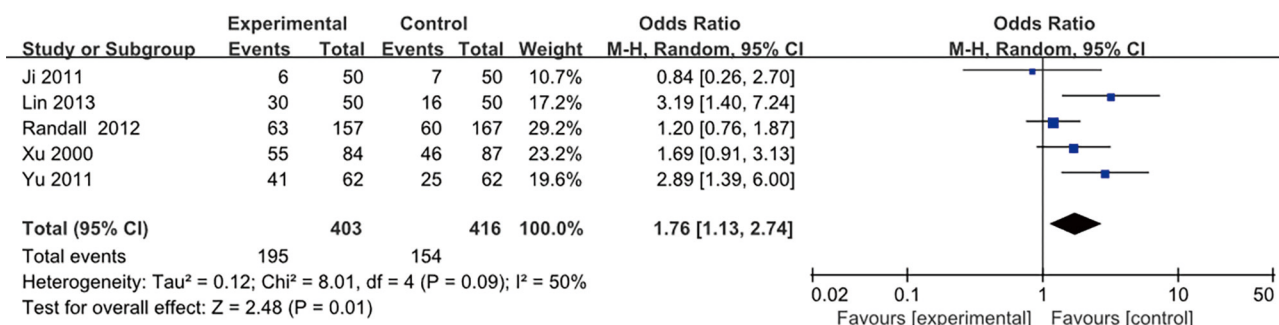 Experimental Control Odds Ratio Odds Ratio
Study or Subgroup Events Total Events Total Weight M-H, Random, 95% CI M-H, Random, 95% CI
Ji 2011 6 50 7 50 10.7% 0.84 [0.26, 2.70]
Lin 2013 30 50 16 50 17.2% 3.19 [1.40, 7.24]
Randall 2012 63 157 60 167 29.2% 1.20 [0.76, 1.87]
Xu 2000 55 84 46 87 23.2% 1.69 [0.91, 3.13]
Yu 2011 41 62 25 62 19.6% 2.89 [1.39, 6.00]
Total (95% CI) 403 416 100.0% 1.76 [1.13, 2.74]
Total events 195 154
Heterogeneity: Tau² = 0.12; Chi² = 8.01, df = 4 (P = 0.09); I² = 50%
Test for overall effect: Z = 2.48 (P = 0.01)
0.02 0.1 1 10 50
Favours [experimental] Favours [control]